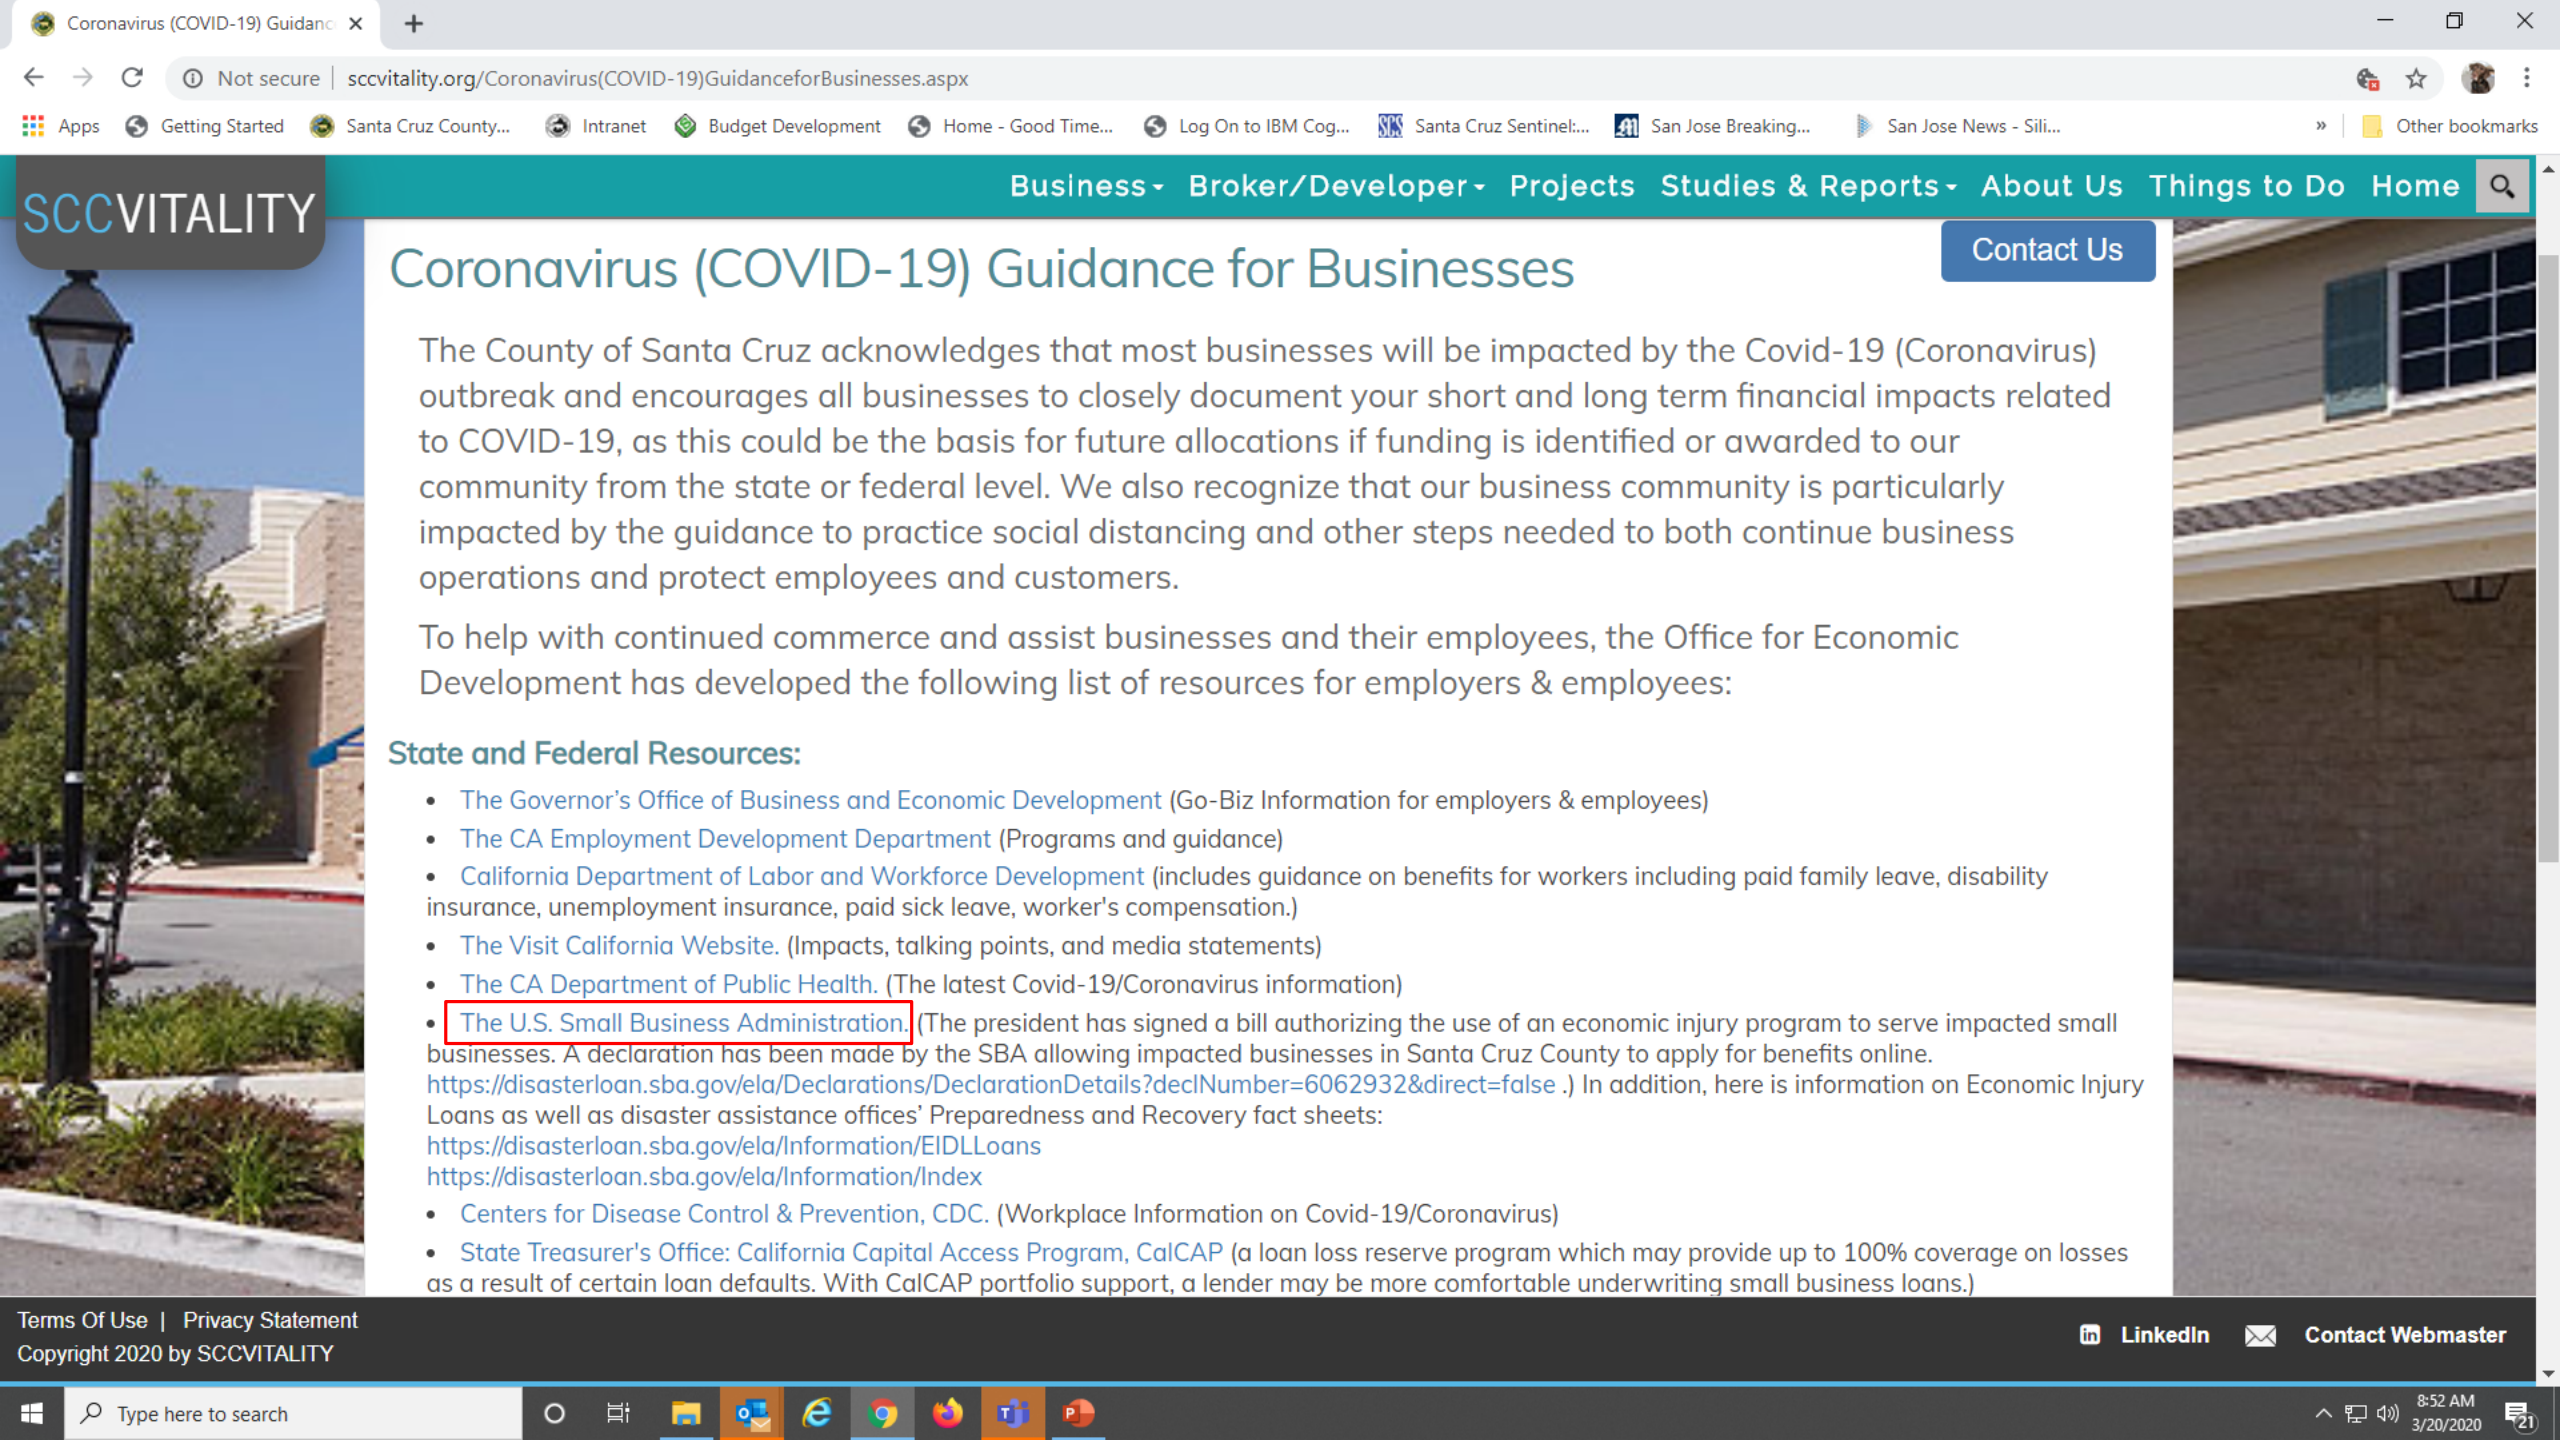 Coronavirus (COVID-19) Guidanc
Not secure | sccvitality.org/Coronavirus(COVID-19)GuidanceforBusinesses.aspx
Apps Getting Started Santa Cruz County... Intranet Budget Development Home - Good Time... Log On to IBM Cog... SCS Santa Cruz Sentinel:... San Jose Breaking... San Jose News - Sili... » Other bookmarks
SCCVITALITY
Business Broker/Developer Projects Studies & Reports About Us Things to Do Home
Contact Us
Coronavirus (COVID-19) Guidance for Businesses
The County of Santa Cruz acknowledges that most businesses will be impacted by the Covid-19 (Coronavirus)
outbreak and encourages all businesses to closely document your short and long term financial impacts related
to COVID-19, as this could be the basis for future allocations if funding is identified or awarded to our
community from the state or federal level. We also recognize that our business community is particularly
impacted by the guidance to practice social distancing and other steps needed to both continue business
operations and protect employees and customers.
To help with continued commerce and assist businesses and their employees, the Office for Economic
Development has developed the following list of resources for employers & employees:
State and Federal Resources:
• The Governor's Office of Business and Economic Development (Go-Biz Information for employers & employees)
• The CA Employment Development Department (Programs and guidance)
• California Department of Labor and Workforce Development (includes guidance on benefits for workers including paid family leave, disability
insurance, unemployment insurance, paid sick leave, worker's compensation.)
• The Visit California Website. (Impacts, talking points, and media statements)
• The CA Department of Public Health. (The latest Covid-19/Coronavirus information)
• The U.S. Small Business Administration. (The president has signed a bill authorizing the use of an economic injury program to serve impacted small
businesses. A declaration has been made by the SBA allowing impacted businesses in Santa Cruz County to apply for benefits online.
https://disasterloan.sba.gov/ela/Declarations/DeclarationDetails?declNumber=6062932&direct=false .) In addition, here is information on Economic Injury
Loans as well as disaster assistance offices' Preparedness and Recovery fact sheets:
https://disasterloan.sba.gov/ela/Information/EIDLLoans
https://disasterloan.sba.gov/ela/Information/Index
• Centers for Disease Control & Prevention, CDC. (Workplace Information on Covid-19/Coronavirus)
• State Treasurer's Office: California Capital Access Program, CalCAP (a loan loss reserve program which may provide up to 100% coverage on losses
as a result of certain loan defaults. With CalCAP portfolio support, a lender may be more comfortable underwriting small business loans.)
Terms Of Use | Privacy Statement
Copyright 2020 by SCCVITALITY
LinkedIn Contact Webmaster
Type here to search
8:52 AM
3/20/2020
21